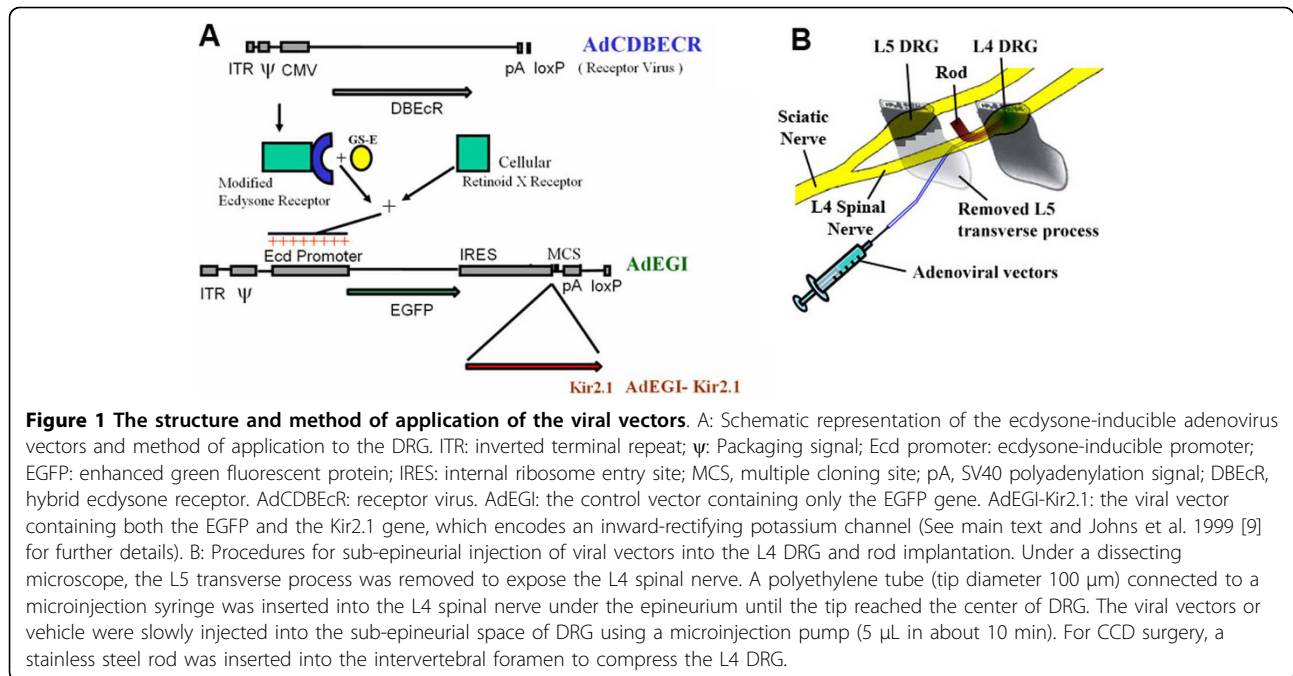 A
AdCDBECR
ITR Ψ CMV
pA loxP
( Receptor Virus )
DBEcR
GS-E
+
Cellular
Retinoid X Receptor
Modified
Ecdysone Receptor
+
Ecd Promoter
IRES
MCS
AdEGI
ITR Ψ
EGFP
pA loxP
Kir2.1 AdEGI- Kir2.1
B
L5 DRG
L4 DRG
Rod
Sciatic
Nerve
L4 Spinal
Nerve
Removed L5
transverse process
Adenoviral vectors
Figure 1 The structure and method of application of the viral vectors. A: Schematic representation of the ecdysone-inducible adenovirus
vectors and method of application to the DRG. ITR: inverted terminal repeat; ψ: Packaging signal; Ecd promoter: ecdysone-inducible promoter;
EGFP: enhanced green fluorescent protein; IRES: internal ribosome entry site; MCS, multiple cloning site; pA, SV40 polyadenylation signal; DBEcR,
hybrid ecdysone receptor. AdCDBEcR: receptor virus. AdEGI: the control vector containing only the EGFP gene. AdEGI-Kir2.1: the viral vector
containing both the EGFP and the Kir2.1 gene, which encodes an inward-rectifying potassium channel (See main text and Johns et al. 1999 [9]
for further details). B: Procedures for sub-epineurial injection of viral vectors into the L4 DRG and rod implantation. Under a dissecting
microscope, the L5 transverse process was removed to expose the L4 spinal nerve. A polyethylene tube (tip diameter 100 μm) connected to a
microinjection syringe was inserted into the L4 spinal nerve under the epineurium until the tip reached the center of DRG. The viral vectors or
vehicle were slowly injected into the sub-epineurial space of DRG using a microinjection pump (5 μL in about 10 min). For CCD surgery, a
stainless steel rod was inserted into the intervertebral foramen to compress the L4 DRG.